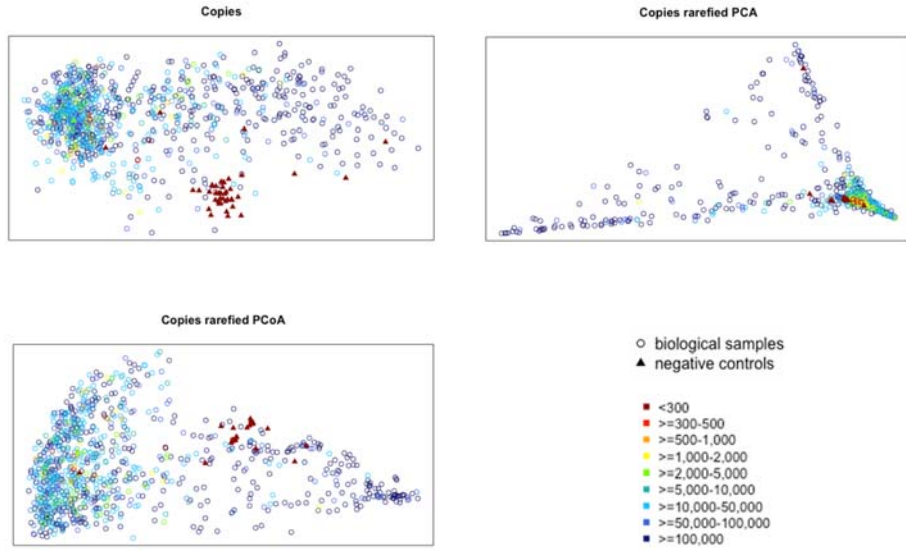 Copies
Copies rarefied PCA
Copies rarefied PCoA
biological samples
negative controls
<300
>=300-500
>=500-1,000
>=1,000-2,000
>=2,000-5,000
>=5,000-10,000
>=10,000-50,000
>=50,000-100,000
>=100,000